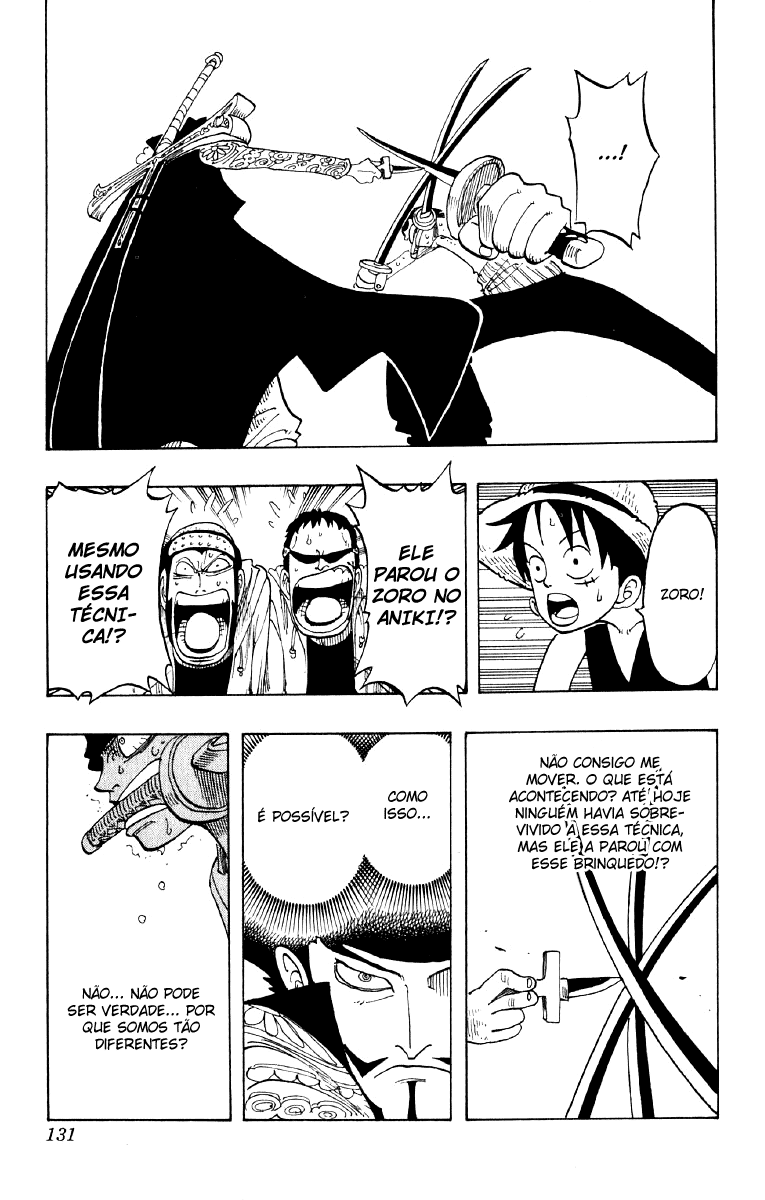 ...!
ZORO!
ELE
PAROU O
ZORO NO
ANIKI!?
MESMO
USANDO
ESSA
TÉCNI-
CA!?
NÃO CONSIGO ME
MOVER. O QUE ESTÁ
ACONTECENDO? ATÉ HOJE
NINGUÉM HAVIA SOBRE-
VIVIDO A ESSA TÉCNICA,
MAS ELE A PAROU COM
ESSE BRINQUEDO!?
COMO
ISSO...
É POSSÍVEL?
NÃO... NÃO PODE
SER VERDADE... POR
QUE SOMOS TÃO
DIFERENTES?
131